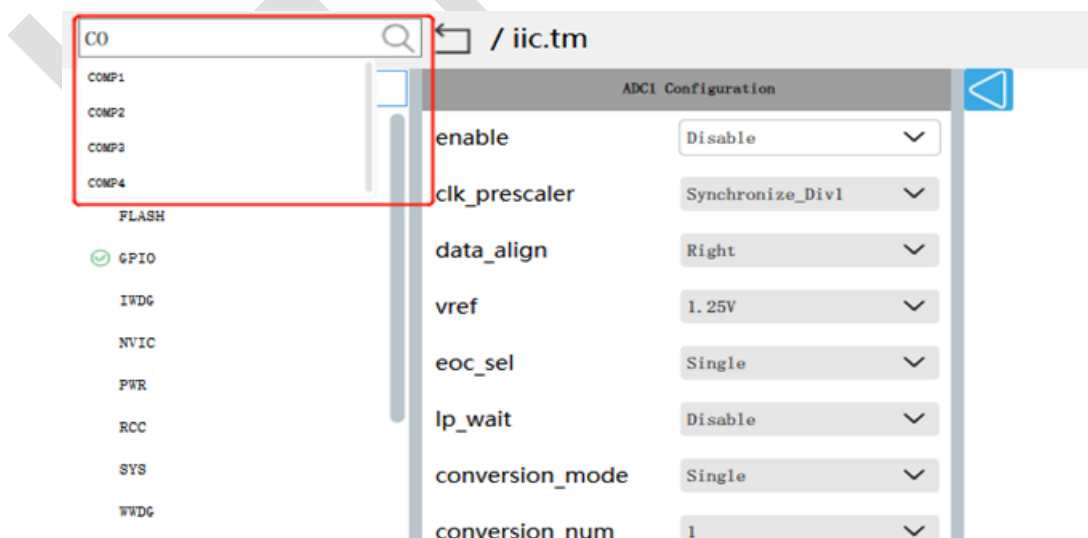 CO
/ iic.tm
COMP1
COMP2
COMP3
COMP4
FLASH
GPIO
IWDG
NVIC
PWR
RCC
SYS
WWDG
ADC1 Configuration
enable Disable
clk_prescaler Synchronize_Div1
data_align Right
vref 1.25V
eoc_sel Single
lp_wait Disable
conversion_mode Single
conversion_num 1